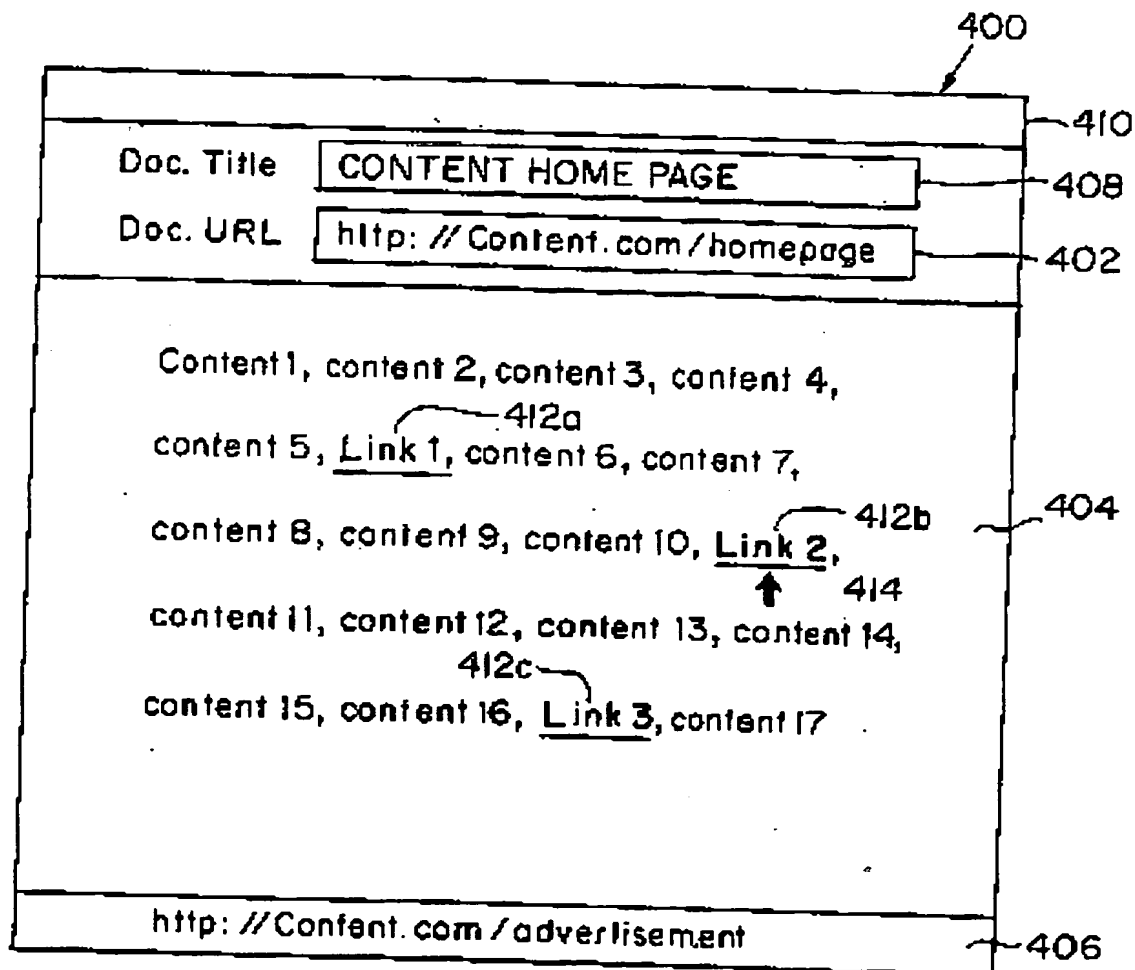 400
410
Doc. Title CONTENT HOME PAGE 408
Doc. URL http: //Content.com/homepage 402
Content 1, content 2, content 3, content 4,
412a
content 5, Link 1, content 6, content 7,
412b
404
content 8, content 9, content 10, Link 2,
414
content 11, content 12, content 13, content 14,
412c
content 15, content 16, Link 3, content 17
http: //Content.com/advertisement
406